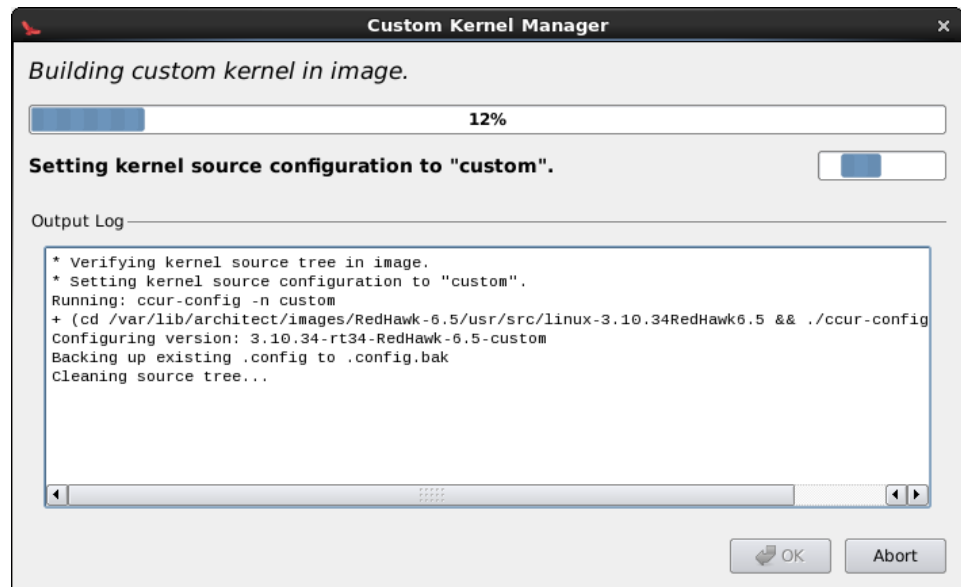 Custom Kernel Manager
Building custom kernel in image.
12%
Setting kernel source configuration to "custom".
Output Log
* Verifying kernel source tree in image.
* Setting kernel source configuration to "custom".
Running: ccur-config -n custom
+ (cd /var/lib/architect/images/RedHawk-6.5/usr/src/linux-3.10.34RedHawk6.5 && ./ccur-config
Configuring version: 3.10.34-rt34-RedHawk-6.5-custom
Backing up existing .config to .config.bak
Cleaning source tree...
OK Abort